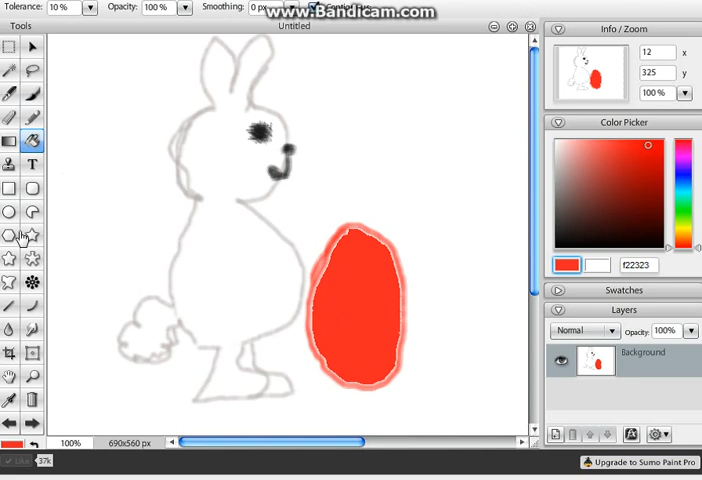 Tolerance: 10 % Opacity: 100 % Smoothing: 0 px
www.Bandicam.com
Tools
Untitled
T
Info / Zoom
12 x
325 y
100 %
Color Picker
f22323
Swatches
Layers
Normal Opacity: 100%
Background
100% 690x560 px
Like 37k
Upgrade to Sumo Paint Pro